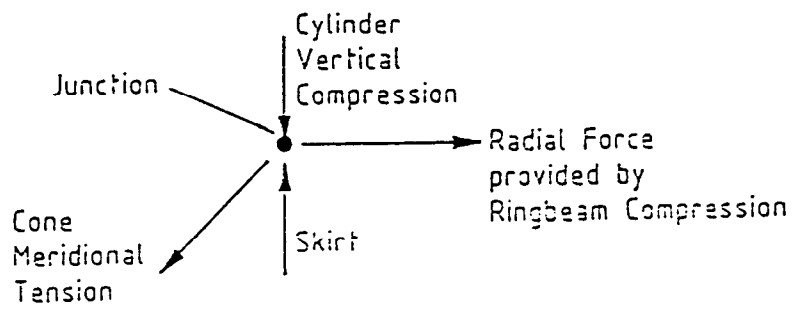 Cylinder
Vertical
Compression
Junction
Radial Force
provided by
Ringbeam Compression
Cone
Meridional
Tension
Skirt